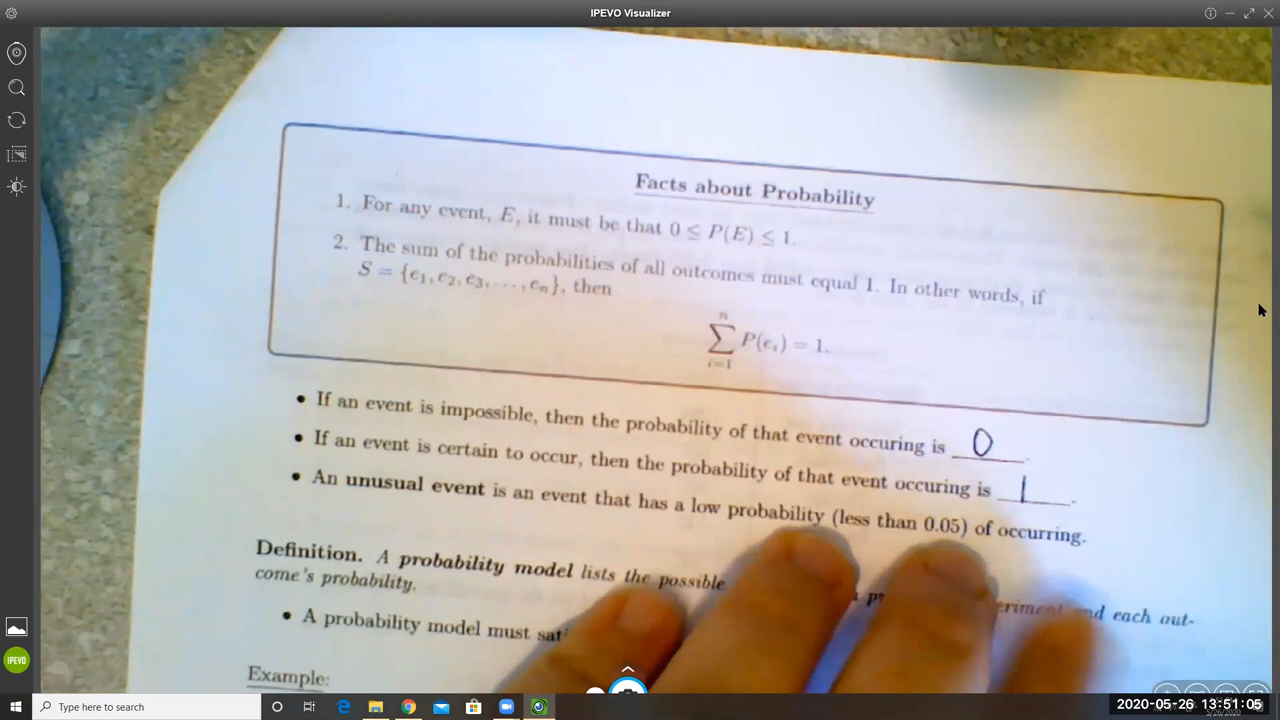 IPEVO Visualizer
Facts about Probability
1. For any event, E, it must be that 0 ≤ P(E) ≤ 1.
2. The sum of the probabilities of all outcomes must equal 1. In other words, if
S = {e₁, e₂, e₃, . . . , eₙ}, then
n
∑ P(eᵢ) = 1.
i=1
• If an event is impossible, then the probability of that event occuring is 0.
• If an event is certain to occur, then the probability of that event occuring is 1.
• An unusual event is an event that has a low probability (less than 0.05) of occurring.
Definition. A probability model lists the possible and each out-
come's probability.
• A probability model must
Example:
IPEVO
Type here to search
2020-05-26 13:51:05